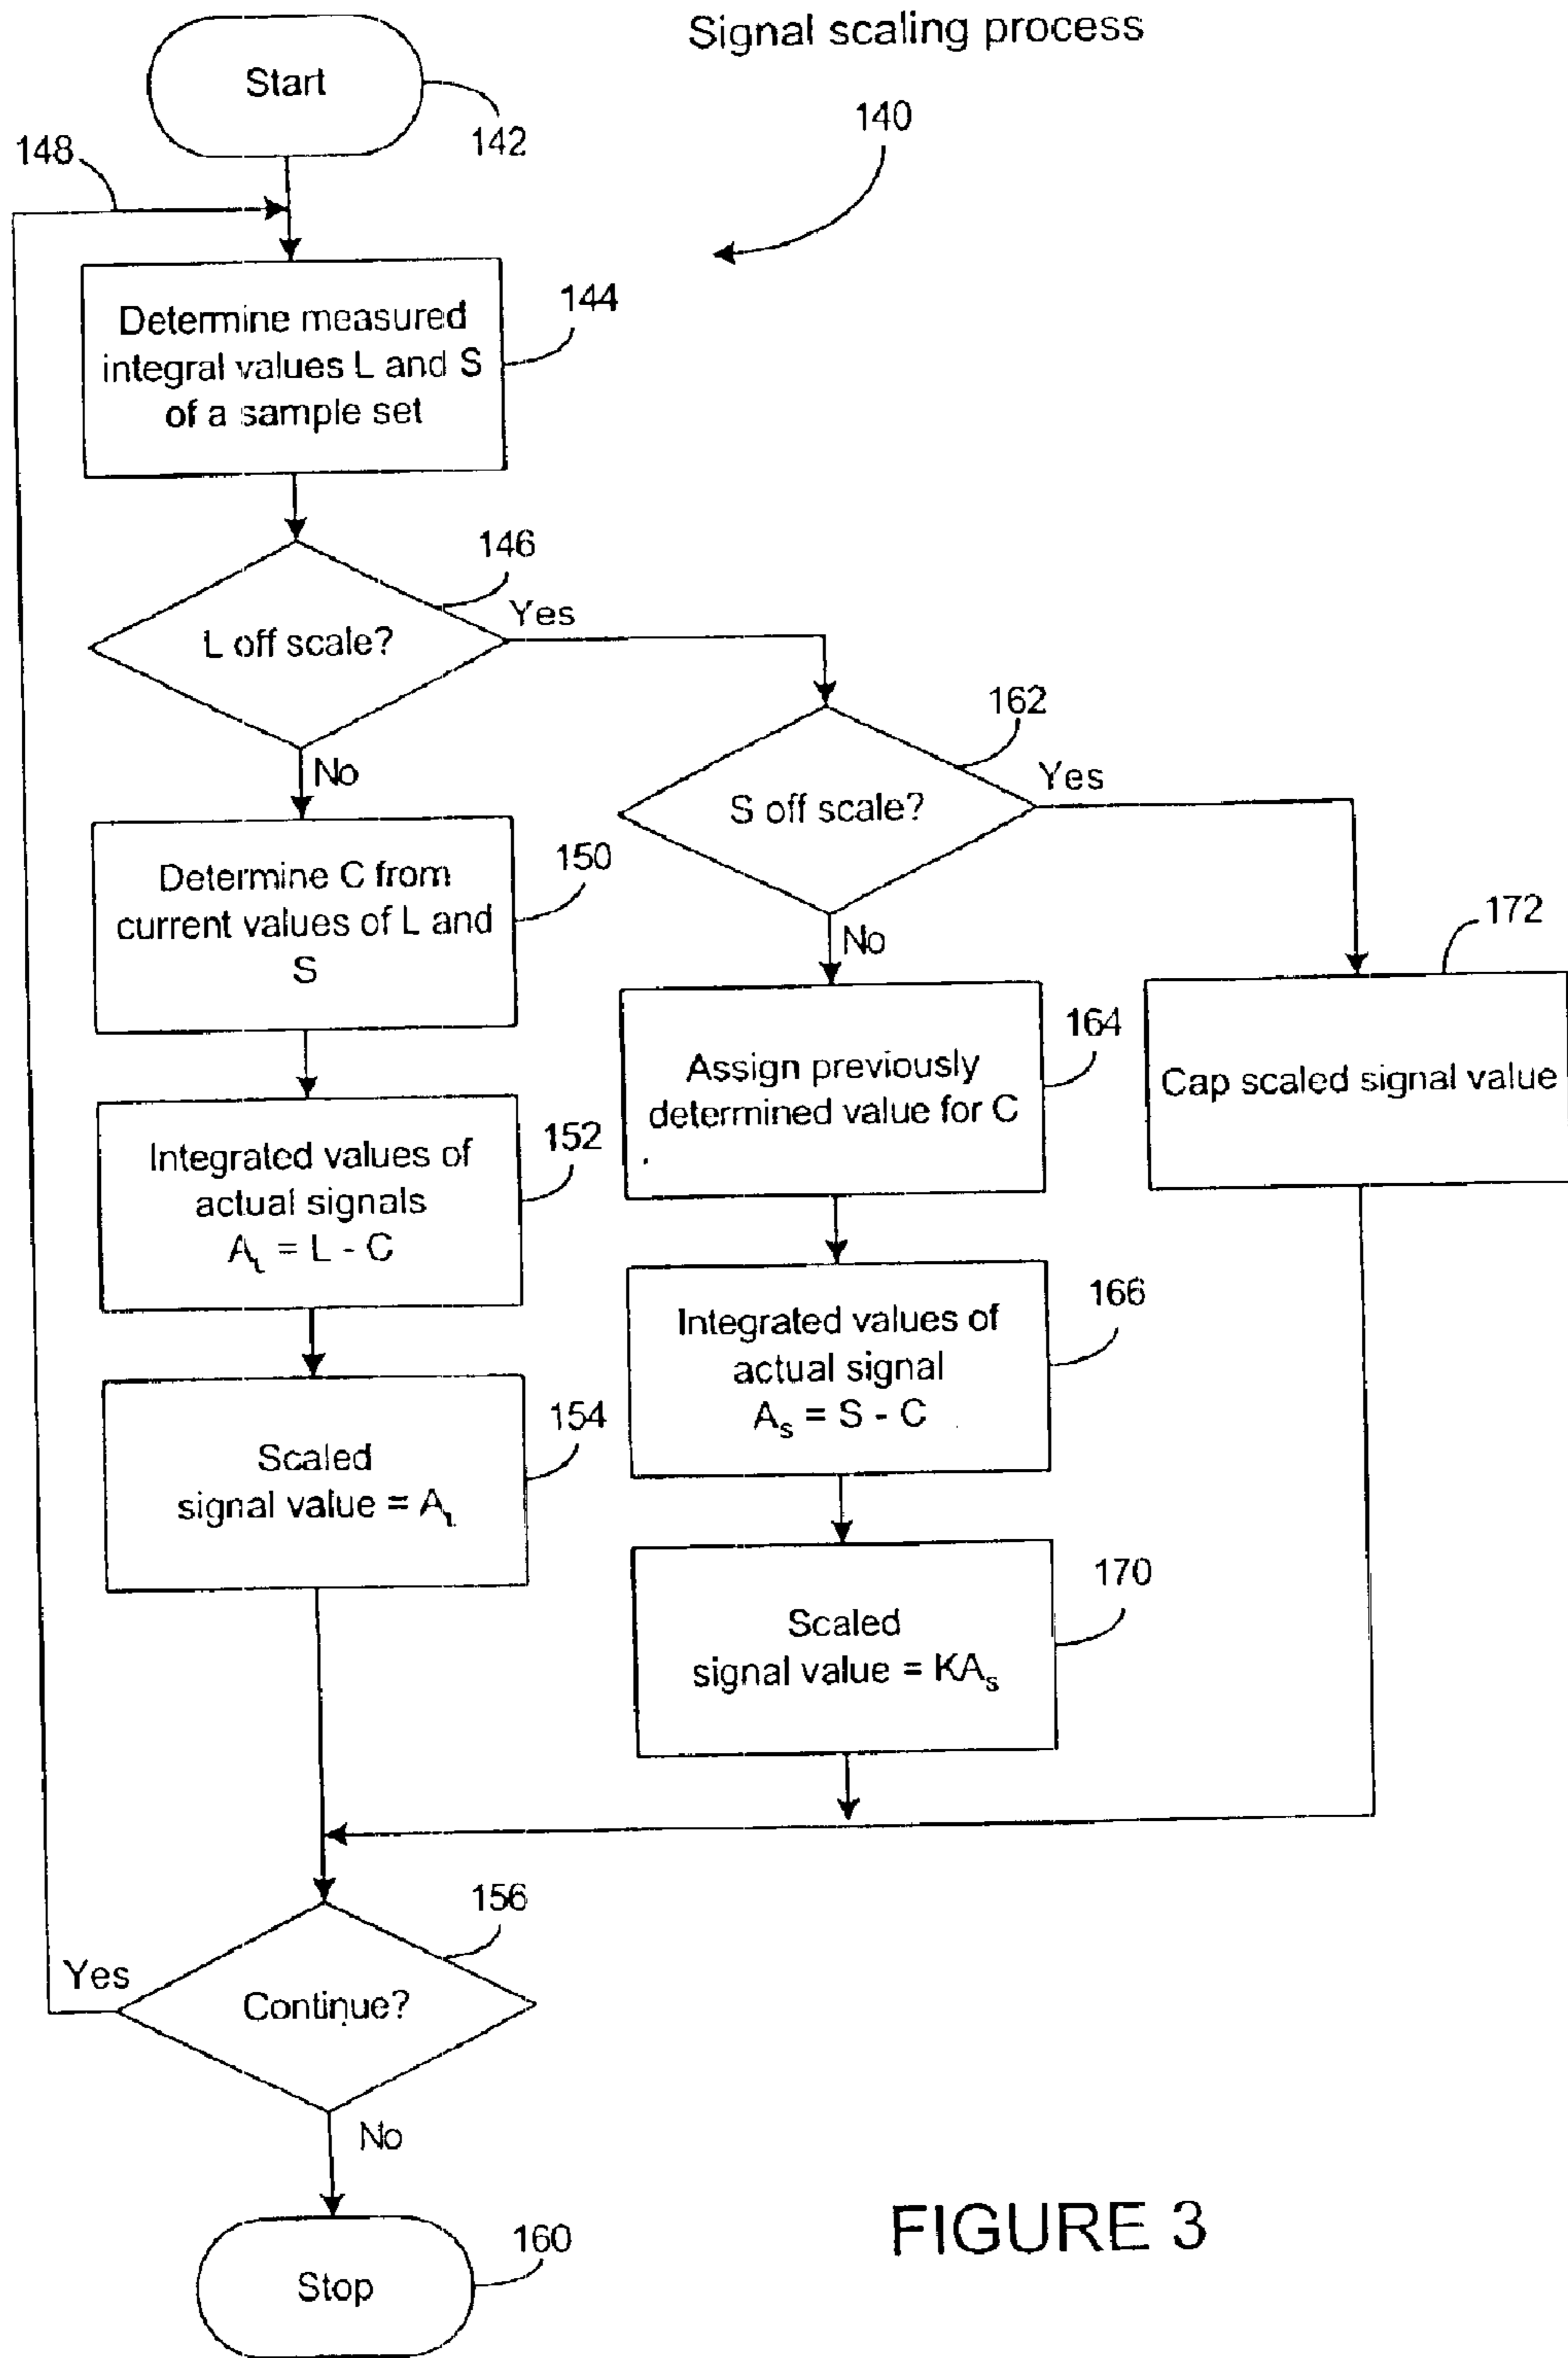 Signal scaling process
Start
142
140
148
Determine measured
integral values L and S
of a sample set
144
L off scale?
146
Yes
No
S off scale?
162
Yes
No
Determine C from
current values of L and
S
150
Assign previously
determined value for C
164
Cap scaled signal value
172
Integrated values of
actual signals
A_L = L - C
152
Integrated values of
actual signal
A_s = S - C
166
Scaled
signal value = A_L
154
Scaled
signal value = KA_s
170
Continue?
156
Yes
No
Stop
160
FIGURE 3